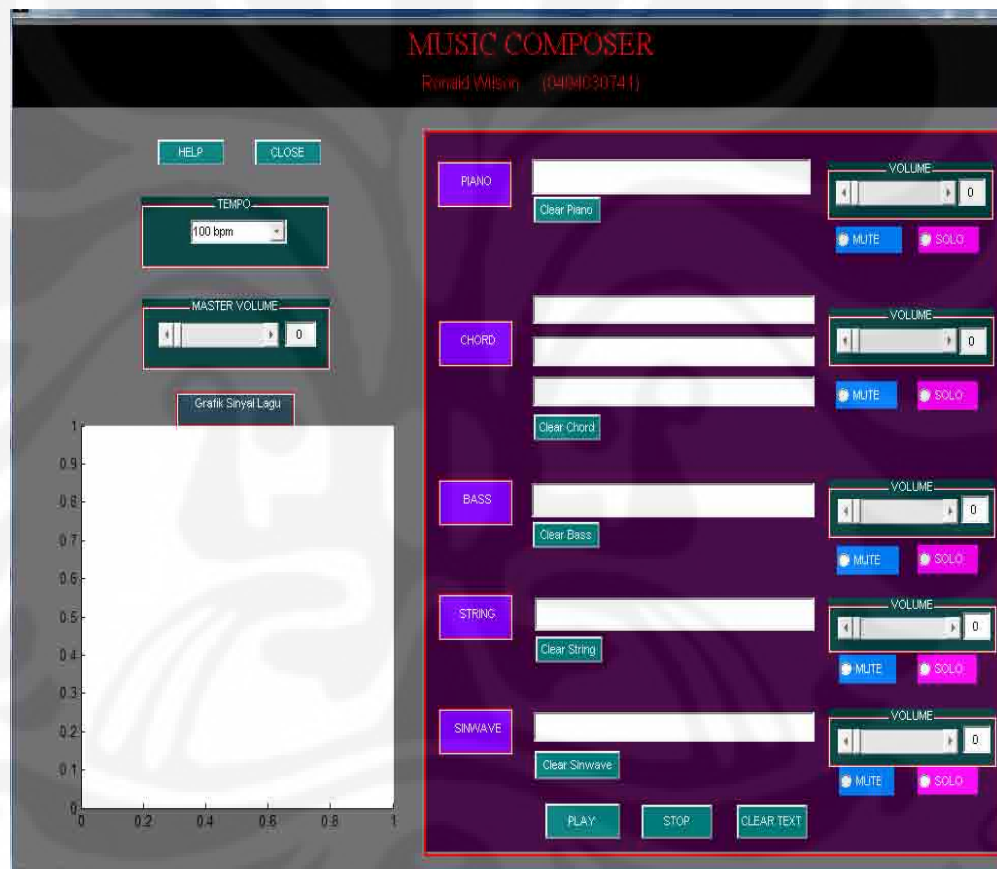 MUSIC COMPOSER
Ronald Wilson (0404030741)
HELP CLOSE
TEMPO
100 bpm
MASTER VOLUME
0
Grafik Sinyal Lagu
1
0.9
0.8
0.7
0.6
0.5
0.4
0.3
0.2
0.1
0
0 0.2 0.4 0.6 0.8 1
PIANO
Clear Piano
VOLUME
0
MUTE SOLO
CHORD
Clear Chord
VOLUME
0
MUTE SOLO
BASS
Clear Bass
VOLUME
0
MUTE SOLO
STRING
Clear String
VOLUME
0
MUTE SOLO
SINWAVE
Clear Sinwave
VOLUME
0
MUTE SOLO
PLAY STOP CLEAR TEXT